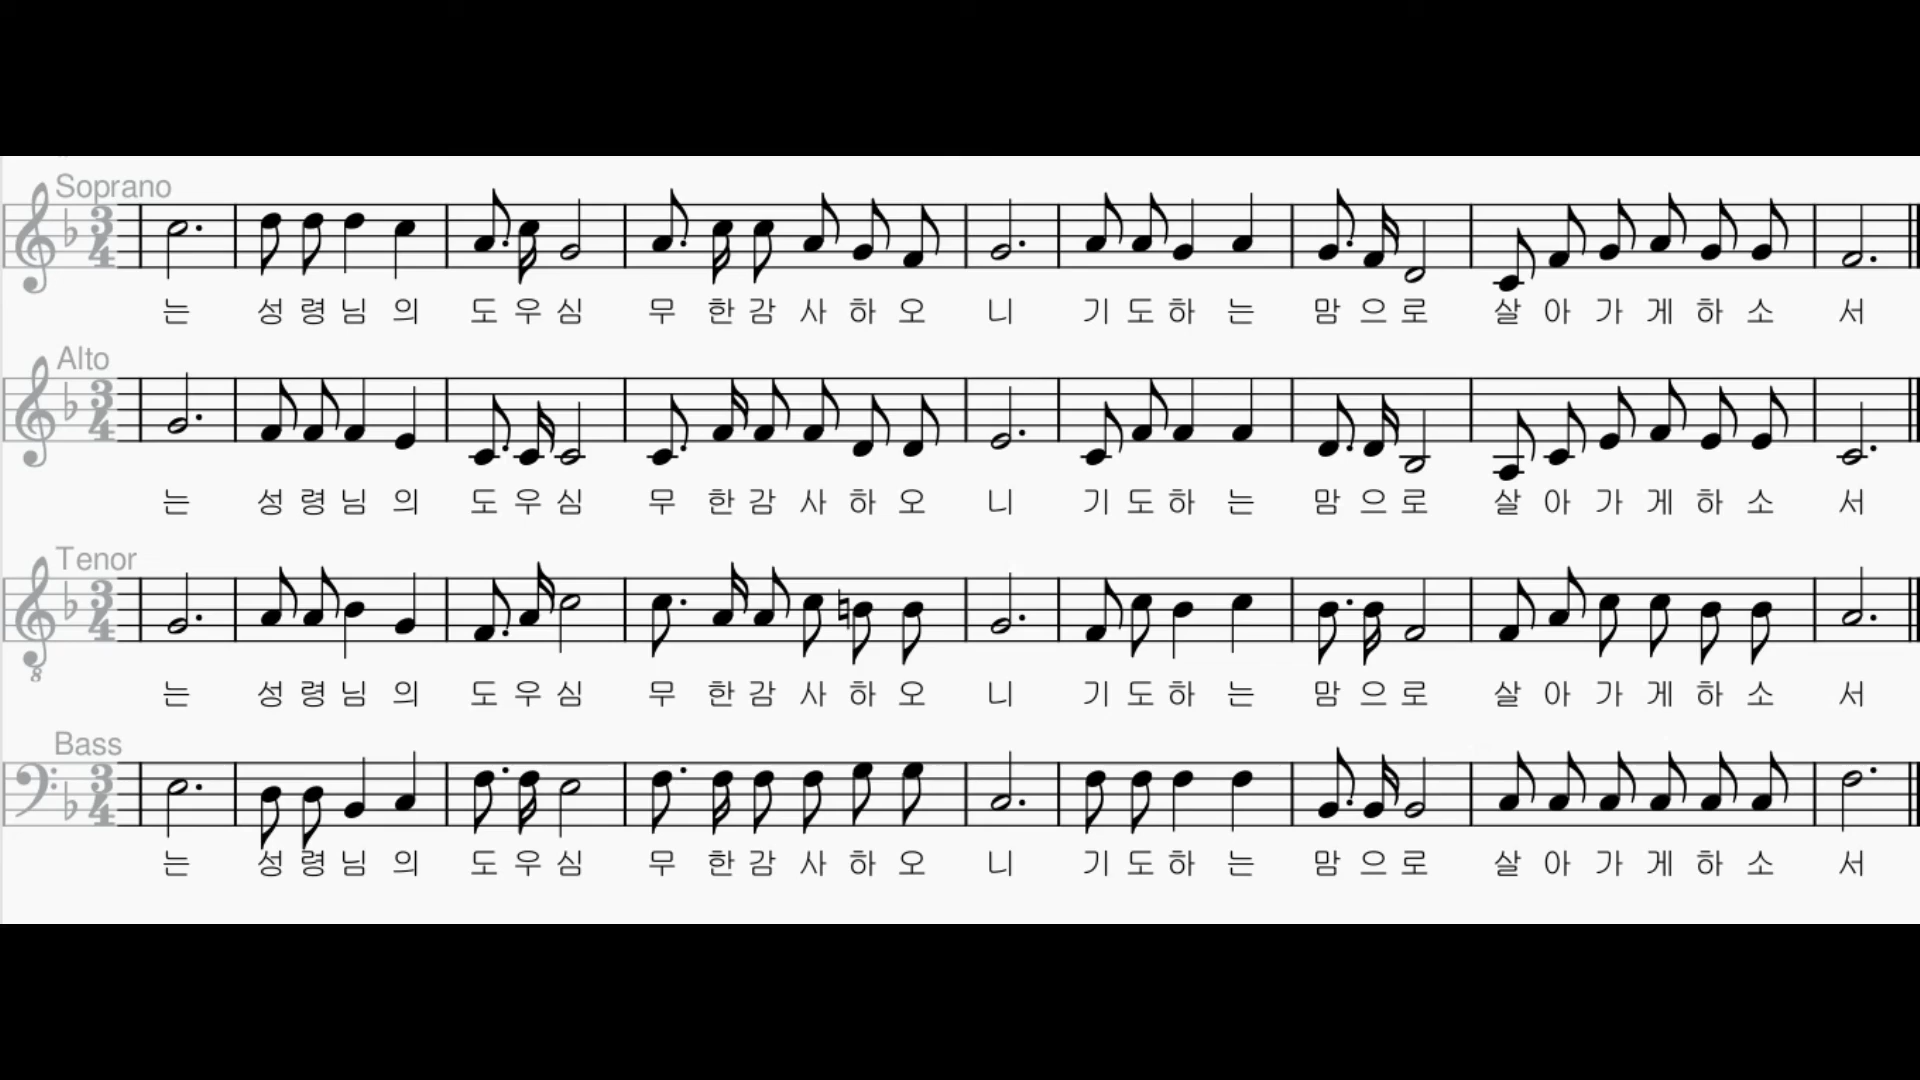 Soprano
는 성령님의 도우심 무한감사하오니 기도하는 맘으로 살아가게하소서
Alto
는 성령님의 도우심 무한감사하오니 기도하는 맘으로 살아가게하소서
Tenor
는 성령님의 도우심 무한감사하오니 기도하는 맘으로 살아가게하소서
Bass
는 성령님의 도우심 무한감사하오니 기도하는 맘으로 살아가게하소서